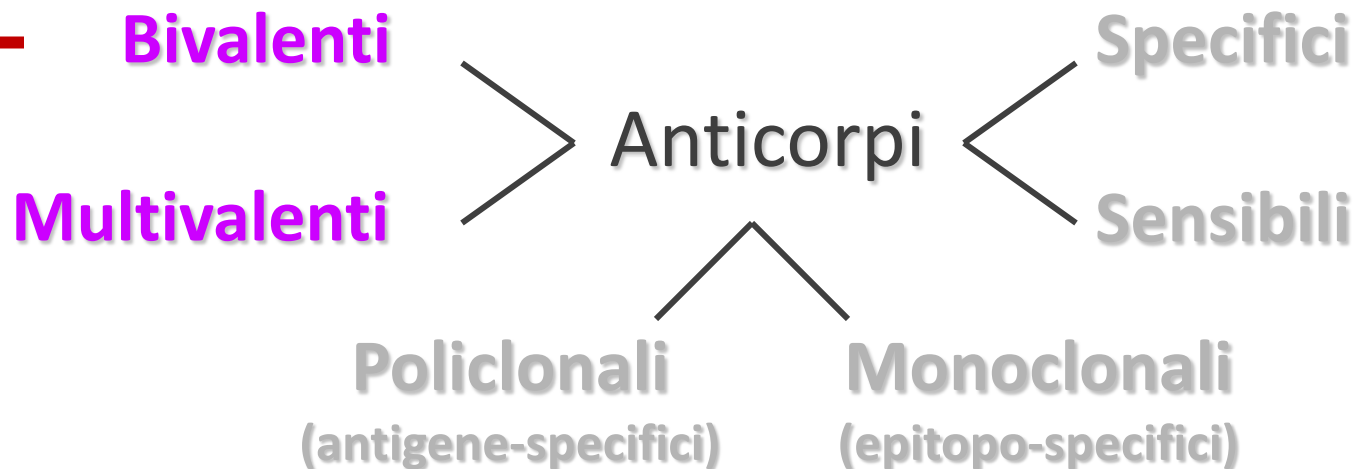 Bivalenti
Specifici
Anticorpi
Multivalenti
Sensibili
Policlonali
Monoclonali
(antigene-specifici)
(epitopo-specifici)